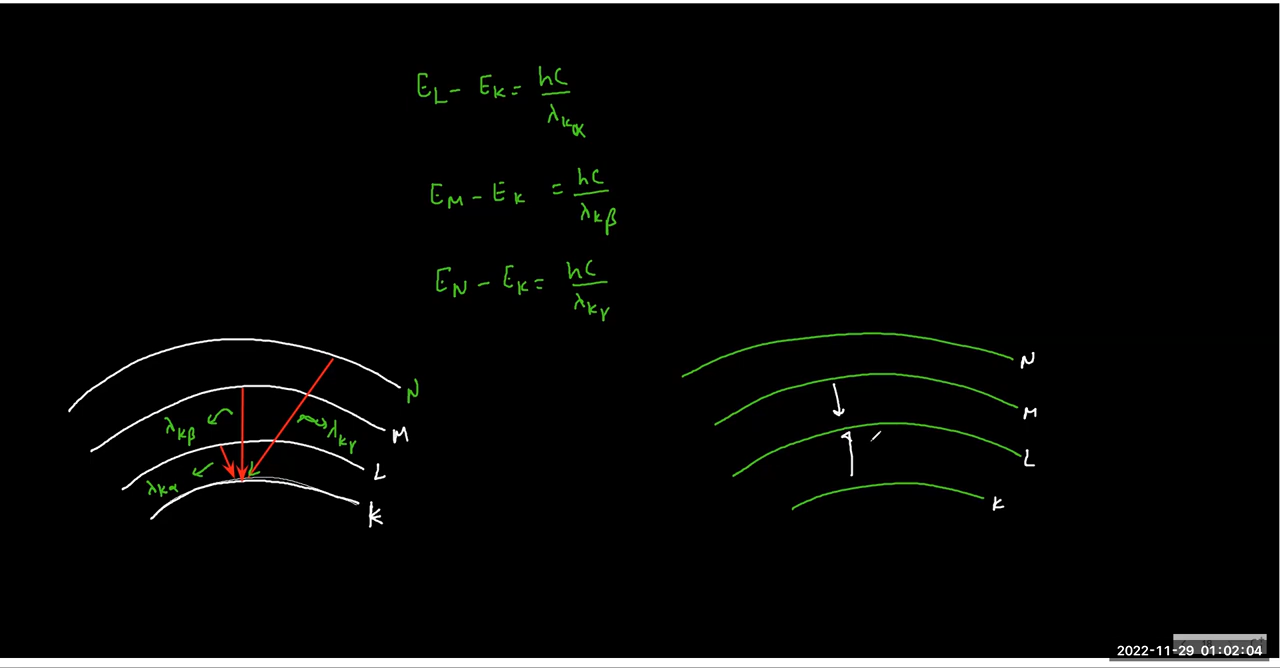 E_L - E_K = hc/λ_Kα
E_M - E_K = hc/λ_Kβ
E_N - E_K = hc/λ_Kγ
N
M
L
K
λ_Kβ
λ_Kγ
λ_Kα
N
M
L
K
2022-11-29 01:02:04